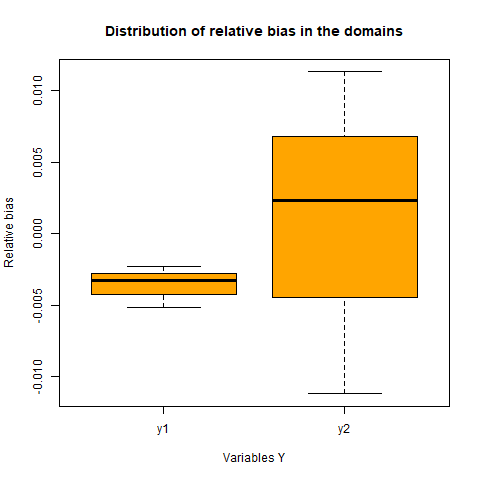 Distribution of relative bias in the domains
Relative bias
0.010
0.005
0.000
-0.005
-0.010
y1
y2
Variables Y